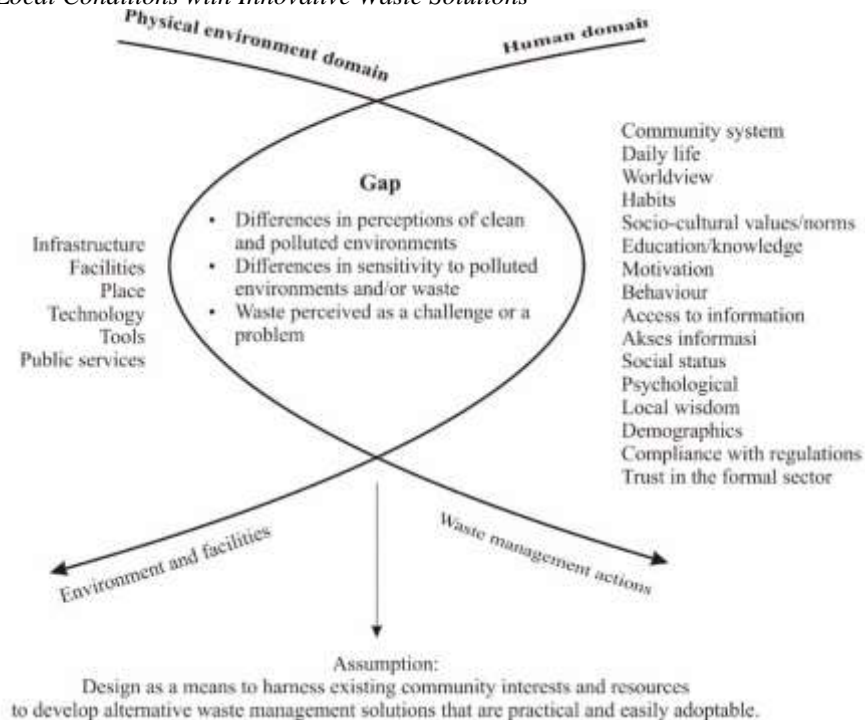 Local Conditions with Innovative Waste Solutions
Physical environment domain
Human domain
Gap
• Differences in perceptions of clean
and polluted environments
• Differences in sensitivity to polluted
environments and/or waste
• Waste perceived as a challenge or a
problem
Infrastructure
Facilities
Place
Technology
Tools
Public services
Community system
Daily life
Worldview
Habits
Socio-cultural values/norms
Education/knowledge
Motivation
Behaviour
Access to information
Akses informasi
Social status
Psychological
Local wisdom
Demographics
Compliance with regulations
Trust in the formal sector
Environment and facilities
Waste management actions
Assumption:
Design as a means to harness existing community interests and resources
to develop alternative waste management solutions that are practical and easily adoptable.